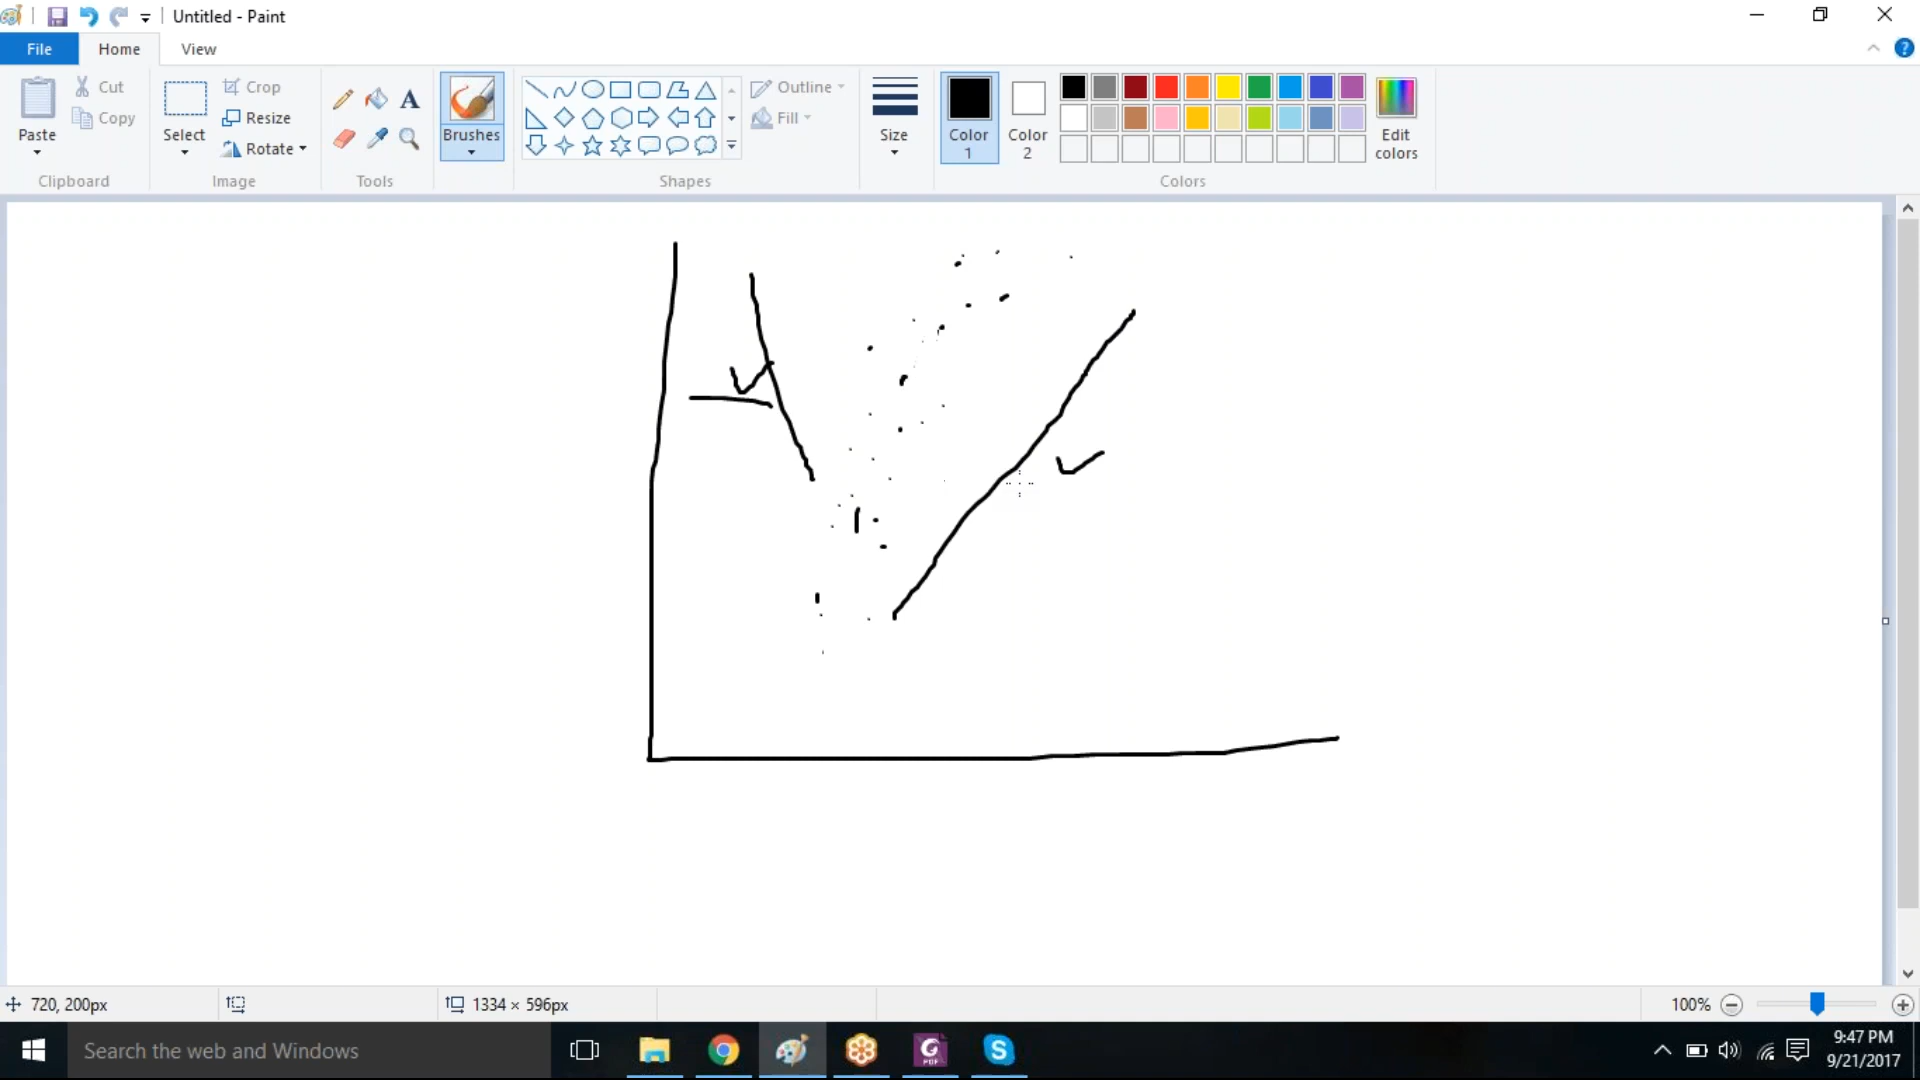 Untitled - Paint
File Home View
Paste
Cut
Copy
Clipboard
Select
Crop
Resize
Rotate
Image
A
Tools
Brushes
Shapes
Outline
Fill
Size
Color 1
Color 2
Edit colors
Colors
?
720, 200px
1334 × 596px
100%
Search the web and Windows
G PDF
S
9:47 PM
9/21/2017